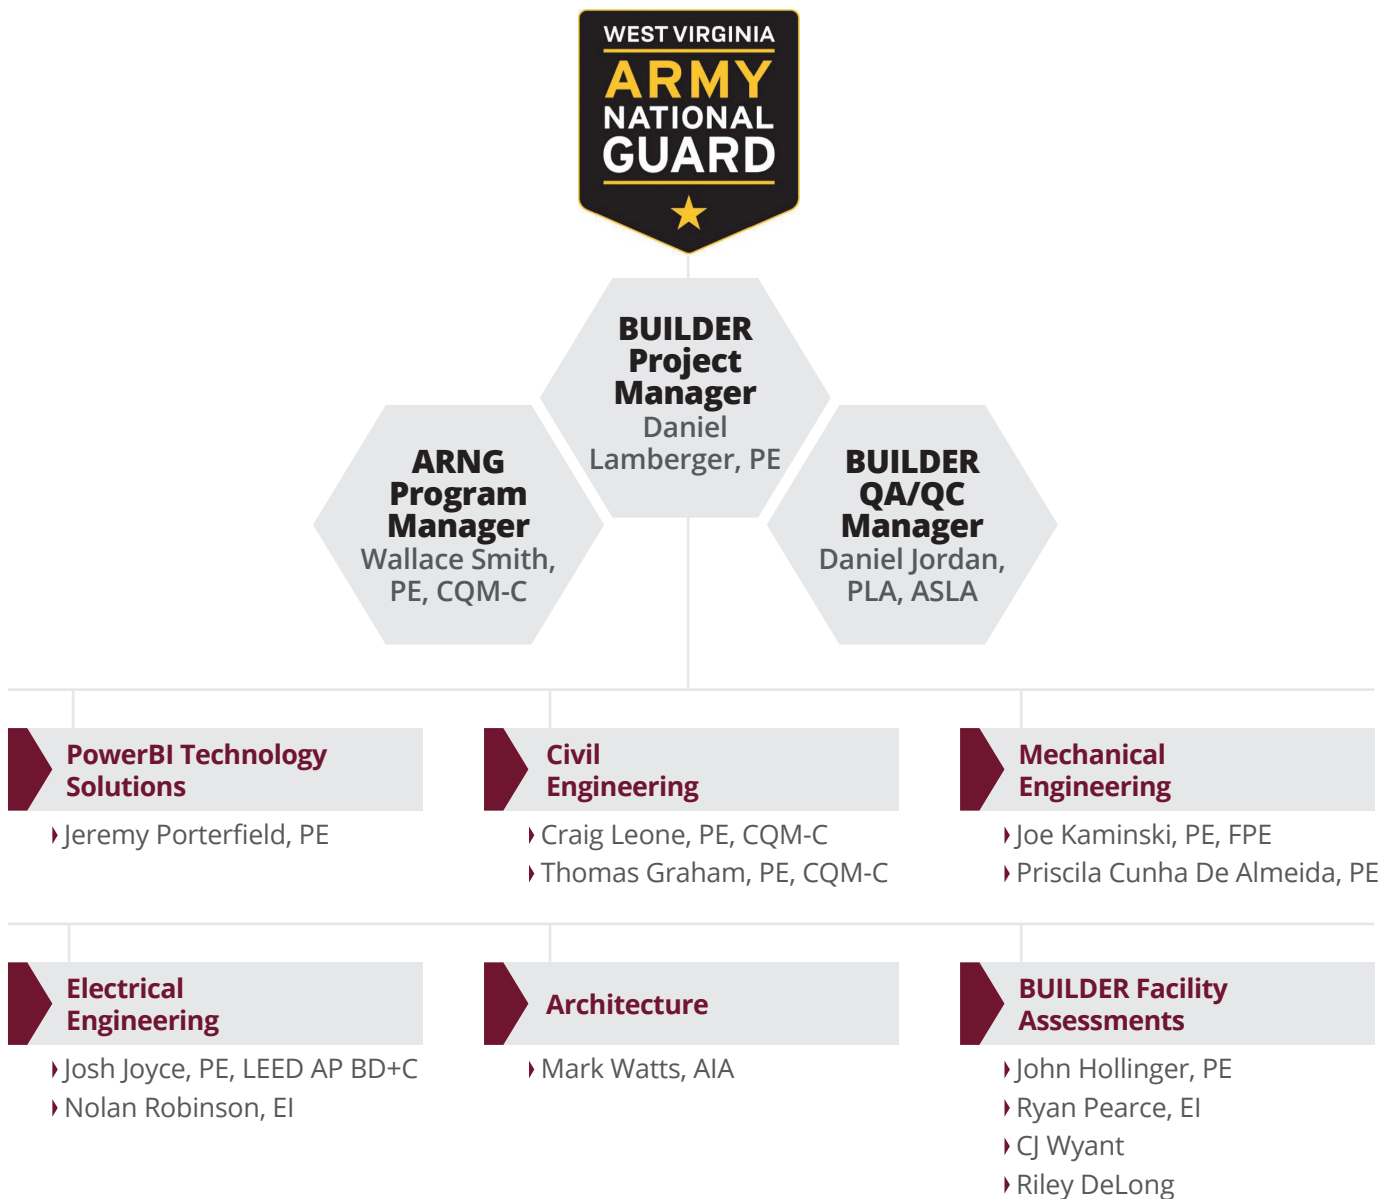 WEST VIRGINIA
ARMY
NATIONAL
GUARD
BUILDER
Project
Manager
Daniel
Lamberger, PE
ARNG
Program
Manager
Wallace Smith,
PE, CQM-C
BUILDER
QA/QC
Manager
Daniel Jordan,
PLA, ASLA
PowerBI Technology
Solutions
Jeremy Porterfield, PE
Civil
Engineering
Craig Leone, PE, CQM-C
Thomas Graham, PE, CQM-C
Mechanical
Engineering
Joe Kaminski, PE, FPE
Priscila Cunha De Almeida, PE
Electrical
Engineering
Josh Joyce, PE, LEED AP BD+C
Nolan Robinson, EI
Architecture
Mark Watts, AIA
BUILDER Facility
Assessments
John Hollinger, PE
Ryan Pearce, EI
CJ Wyant
Riley DeLong